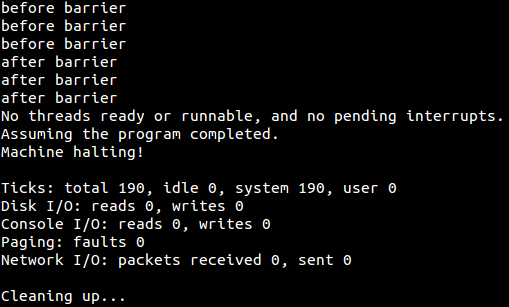 before barrier
before barrier
before barrier
after barrier
after barrier
after barrier
No threads ready or runnable, and no pending interrupts.
Assuming the program completed.
Machine halting!
Ticks: total 190, idle 0, system 190, user 0
Disk I/O: reads 0, writes 0
Console I/O: reads 0, writes 0
Paging: faults 0
Network I/O: packets received 0, sent 0
Cleaning up...